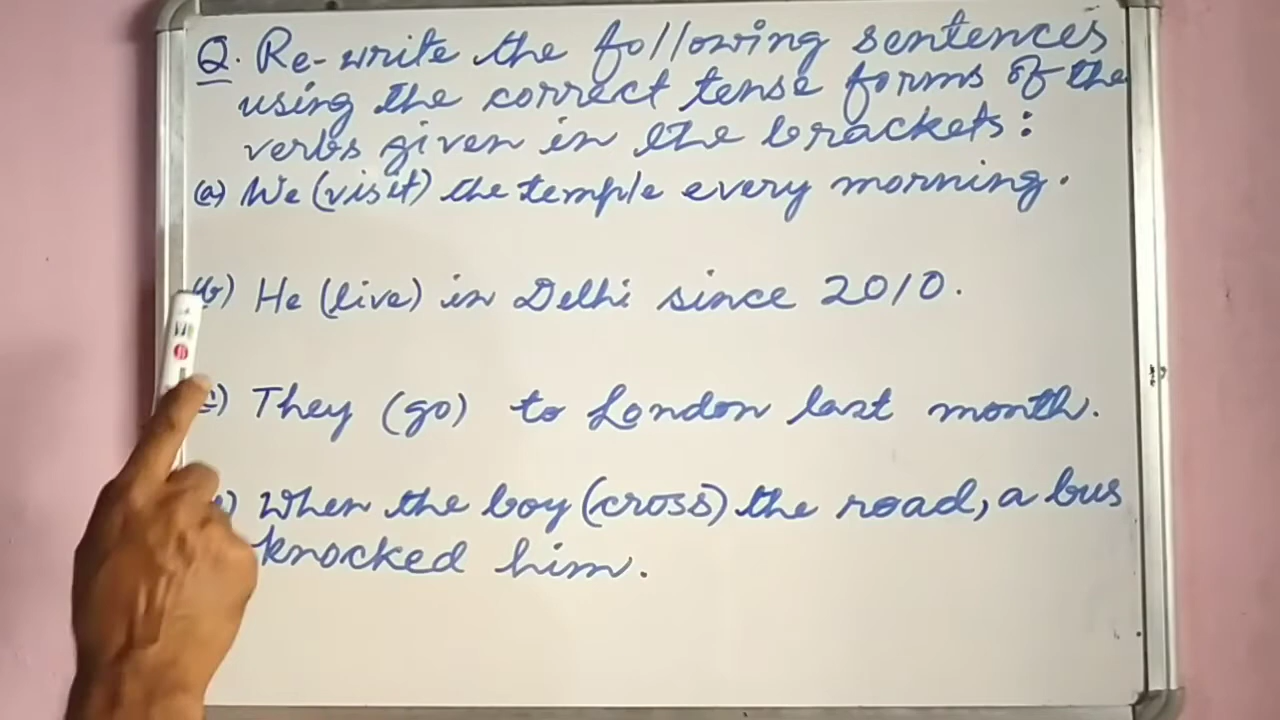 Q. Re-write the following sentences
using the correct tense forms of the
verbs given in the brackets:
(a) We (visit) the temple every morning.
(b) He (live) in Delhi since 2010.
c) They (go) to London last month.
) When the boy (cross) the road, a bus
knocked him.